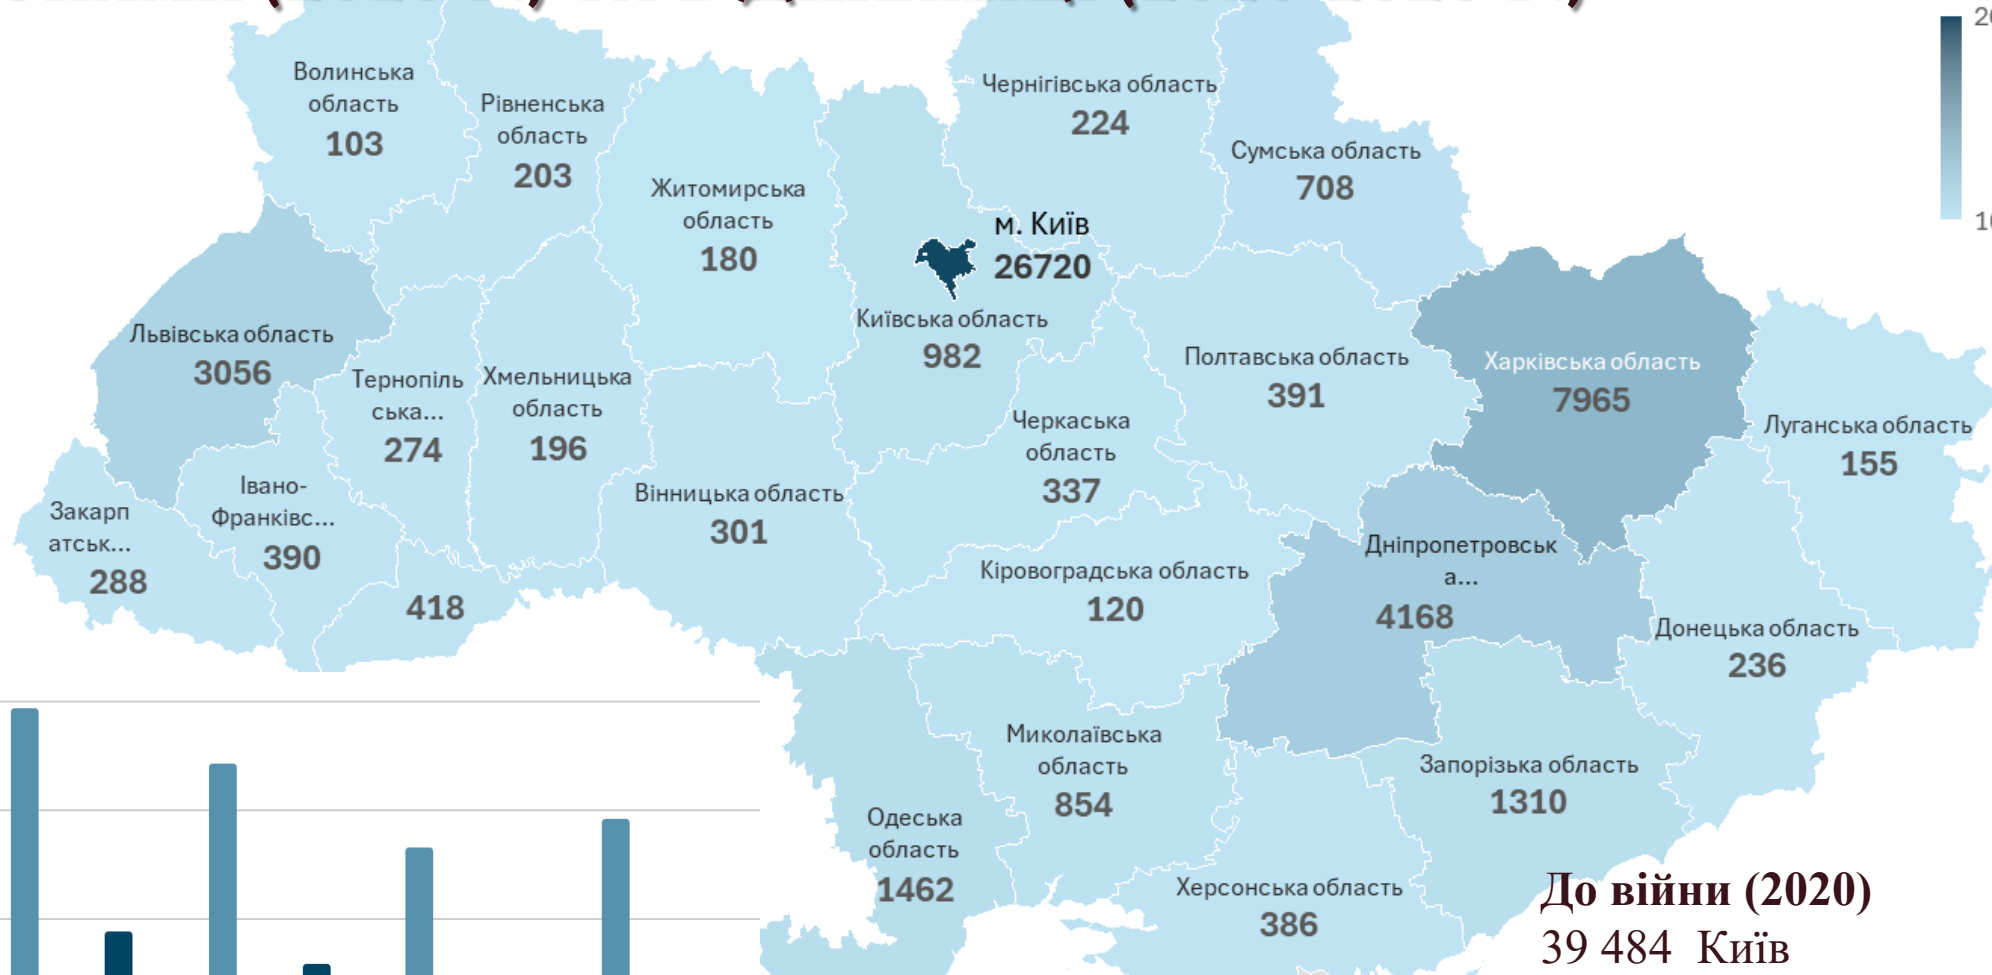 Волинська
область
103
Рівненська
область
203
Житомирська
область
180
Чернігівська область
224
Сумська область
708
м. Київ
26720
Київська область
982
Львівська область
3056
Тернопіль
ська...
274
Хмельницька
область
196
Полтавська область
391
Харківська область
7965
Луганська область
155
Черкаська
область
337
Вінницька область
301
Закарп
атськ...
288
Івано-
Франківс...
390
418
Кіровоградська область
120
Дніпропетровськ
а...
4168
Донецька область
236
Миколаївська
область
854
Запорізька область
1310
Одеська
область
1462
Херсонська область
386
До війни (2020)
39 484 Київ